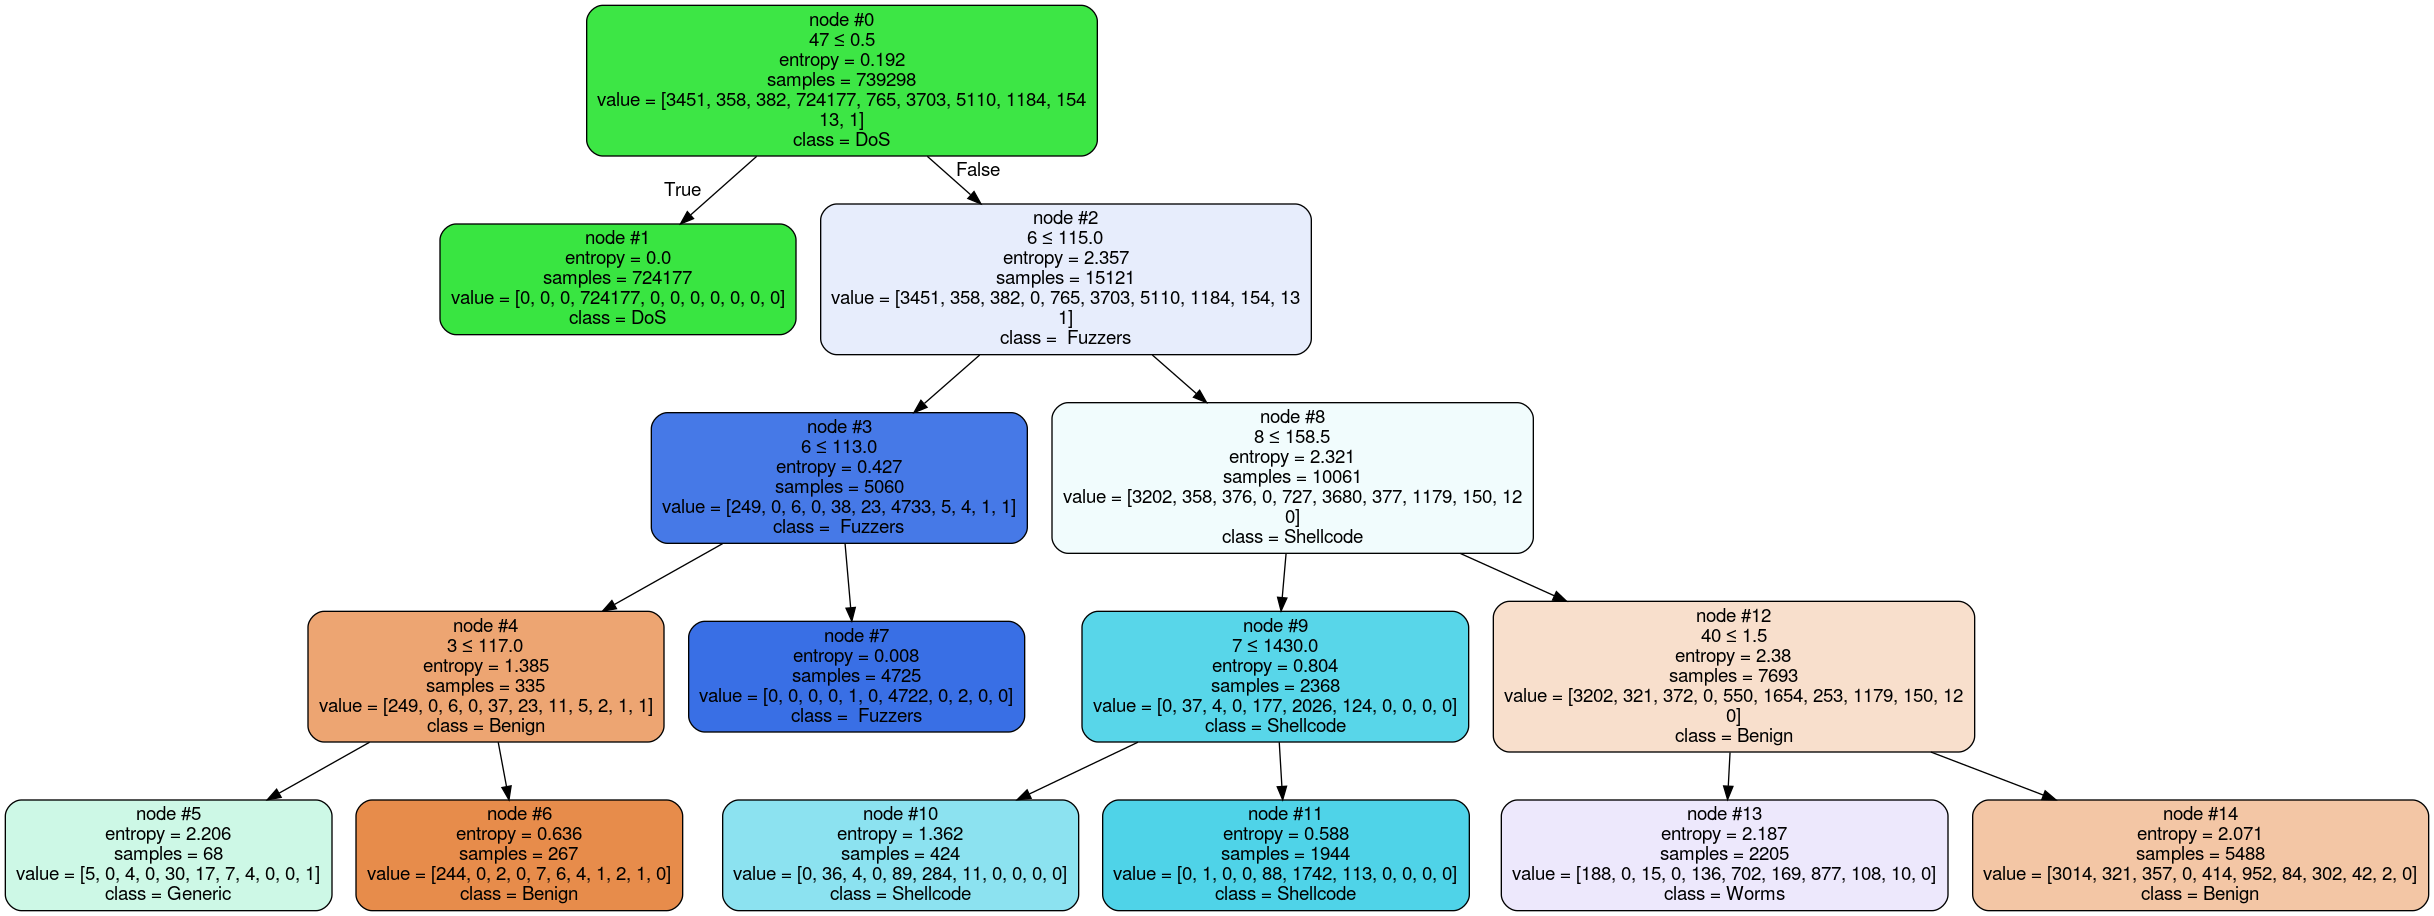 node #0
47 ≤ 0.5
entropy = 0.192
samples = 739298
value = [3451, 358, 382, 724177, 765, 3703, 5110, 1184, 154
13, 1]
class = DoS
True
False
node #1
entropy = 0.0
samples = 724177
value = [0, 0, 0, 724177, 0, 0, 0, 0, 0, 0, 0]
class = DoS
node #2
6 ≤ 115.0
entropy = 2.357
samples = 15121
value = [3451, 358, 382, 0, 765, 3703, 5110, 1184, 154, 13
1]
class =  Fuzzers
node #3
6 ≤ 113.0
entropy = 0.427
samples = 5060
value = [249, 0, 6, 0, 38, 23, 4733, 5, 4, 1, 1]
class =  Fuzzers
node #8
8 ≤ 158.5
entropy = 2.321
samples = 10061
value = [3202, 358, 376, 0, 727, 3680, 377, 1179, 150, 12
0]
class = Shellcode
node #4
3 ≤ 117.0
entropy = 1.385
samples = 335
value = [249, 0, 6, 0, 37, 23, 11, 5, 2, 1, 1]
class = Benign
node #7
entropy = 0.008
samples = 4725
value = [0, 0, 0, 0, 1, 0, 4722, 0, 2, 0, 0]
class =  Fuzzers
node #9
7 ≤ 1430.0
entropy = 0.804
samples = 2368
value = [0, 37, 4, 0, 177, 2026, 124, 0, 0, 0, 0]
class = Shellcode
node #12
40 ≤ 1.5
entropy = 2.38
samples = 7693
value = [3202, 321, 372, 0, 550, 1654, 253, 1179, 150, 12
0]
class = Benign
node #5
entropy = 2.206
samples = 68
value = [5, 0, 4, 0, 30, 17, 7, 4, 0, 0, 1]
class = Generic
node #6
entropy = 0.636
samples = 267
value = [244, 0, 2, 0, 7, 6, 4, 1, 2, 1, 0]
class = Benign
node #10
entropy = 1.362
samples = 424
value = [0, 36, 4, 0, 89, 284, 11, 0, 0, 0, 0]
class = Shellcode
node #11
entropy = 0.588
samples = 1944
value = [0, 1, 0, 0, 88, 1742, 113, 0, 0, 0, 0]
class = Shellcode
node #13
entropy = 2.187
samples = 2205
value = [188, 0, 15, 0, 136, 702, 169, 877, 108, 10, 0]
class = Worms
node #14
entropy = 2.071
samples = 5488
value = [3014, 321, 357, 0, 414, 952, 84, 302, 42, 2, 0]
class = Benign